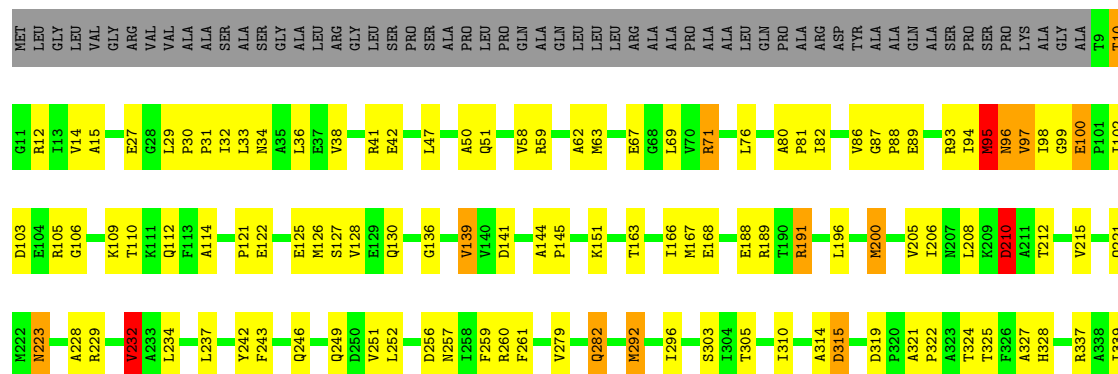 MET LEU GLY LEU VAL GLY ARG VAL VAL ALA ALA SER ALA SER GLY ALA LEU ARG GLY LEU SER PRO SER ALA PRO LEU PRO GLN ALA GLN LEU LEU LEU ARG ALA ALA PRO ALA ALA ALA LEU GLN PRO ALA ARG ASP TYR ALA ALA GLN ALA SER PRO SER PRO LYS ALA GLY ALA T9 T10
G11 R12 I13 V14 A15 E27 G28 L29 P30 P31 I32 L33 N34 A35 L36 E37 V38 R41 E42 L47 A50 Q51 V58 R59 A62 M63 E67 G68 L69 V70 R71 L76 A80 P81 I82 V86 G87 P88 E89 R93 I94 M95 N96 V97 I98 G99 E100 P101 I102
D103 E104 R105 G106 K109 T110 K111 Q112 F113 A114 P121 E122 E125 M126 S127 V128 E129 Q130 G136 V139 V140 D141 A144 P145 K151 T163 I166 M167 E168 E188 R189 T190 R191 L196 M200 V205 I206 N207 L208 K209 D210 A211 T212 V215 Q221
M222 N223 A228 R229 V232 A233 L234 L237 Y242 F243 Q246 Q249 D250 V251 L252 D256 N257 I258 F259 R260 F261 V279 Q282 M292 I296 S303 I304 T305 I310 A314 D315 D319 P320 A321 P322 A323 T324 T325 F326 A327 H328 R337 A338 I339